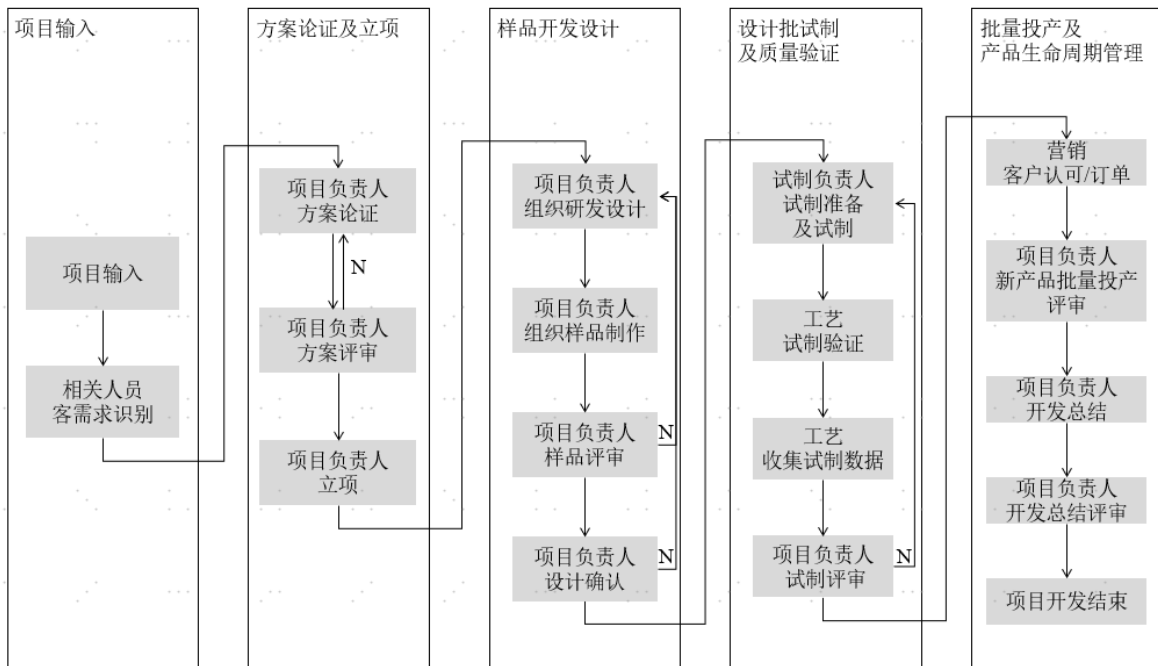 项目输入
项目输入
相关人员
客需求识别
方案论证及立项
项目负责人
方案论证
N
项目负责人
方案评审
项目负责人
立项
样品开发设计
项目负责人
组织研发设计
项目负责人
组织样品制作
项目负责人
样品评审
N
项目负责人
设计确认
N
设计批试制
及质量验证
试制负责人
试制准备
及试制
工艺
试制验证
工艺
收集试制数据
项目负责人
试制评审
N
批量投产及
产品生命周期管理
营销
客户认可/订单
项目负责人
新产品批量投产
评审
项目负责人
开发总结
项目负责人
开发总结评审
项目开发结束